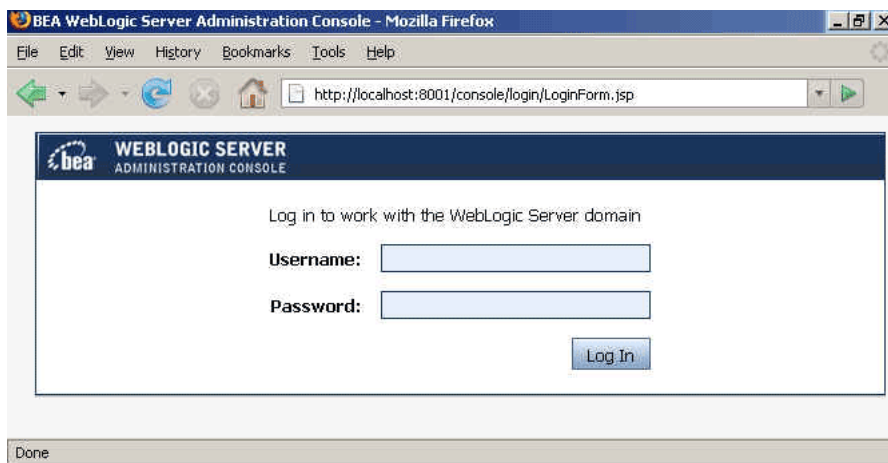 BEA WebLogic Server Administration Console - Mozilla Firefox
File Edit View History Bookmarks Tools Help
http://localhost:8001/console/login/LoginForm.jsp
bea WEBLOGIC SERVER
ADMINISTRATION CONSOLE
Log in to work with the WebLogic Server domain
Username:
Password:
Log In
Done